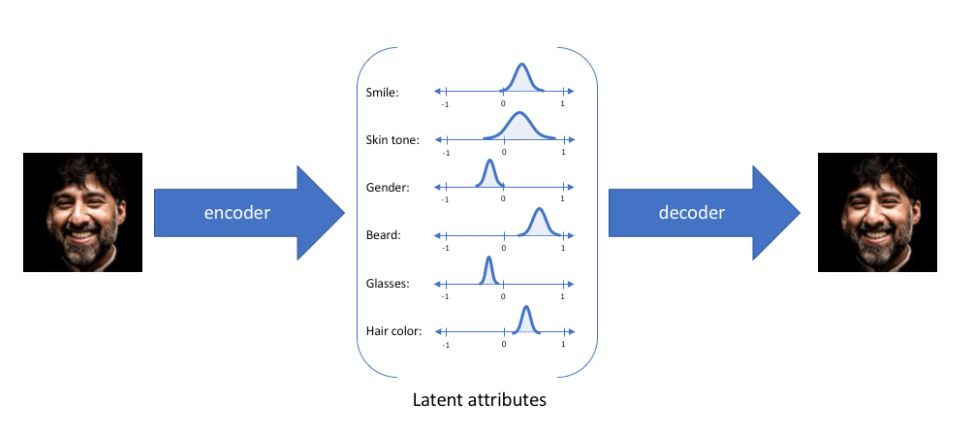 Smile:
-1 0 1
Skin tone:
-1 0 1
Gender:
-1 0 1
encoder
decoder
Beard:
-1 0 1
Glasses:
-1 0 1
Hair color:
-1 0 1
Latent attributes